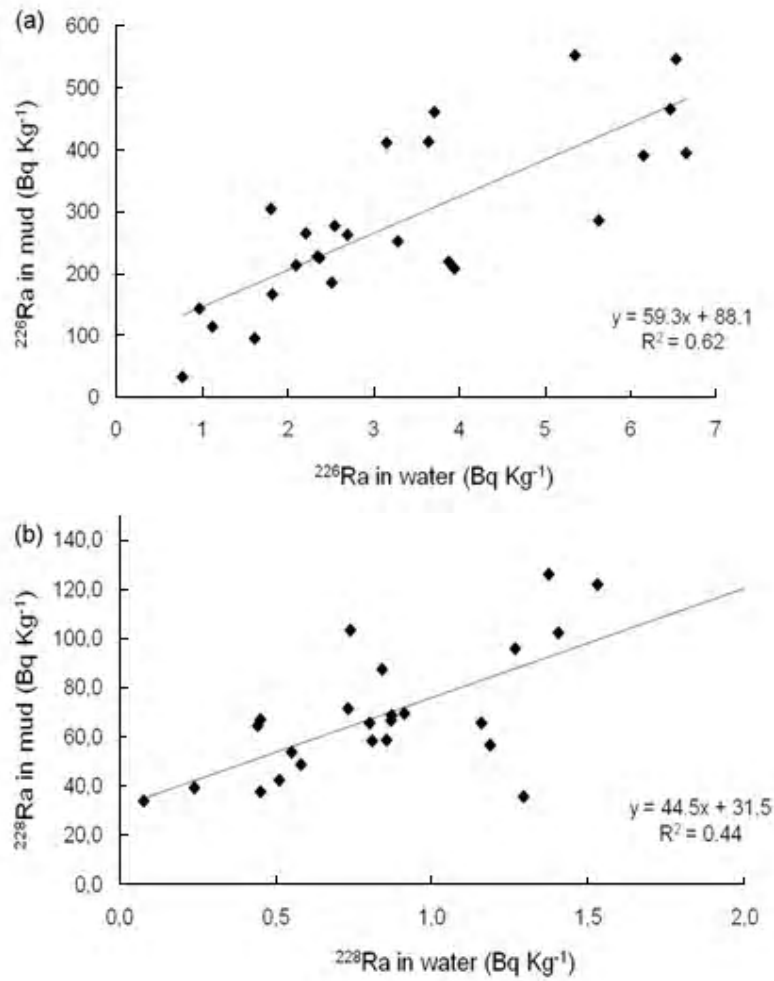 (a)
600
500
400
300
200
100
0
²²⁶Ra in mud (Bq Kg⁻¹)
y = 59.3x + 88.1
R² = 0.62
0 1 2 3 4 5 6 7
²²⁶Ra in water (Bq Kg⁻¹)
(b)
140,0
120,0
100,0
80,0
60,0
40,0
20,0
0,0
²²⁸Ra in mud (Bq Kg⁻¹)
y = 44.5x + 31.5
R² = 0.44
0,0 0,5 1,0 1,5 2,0
²²⁸Ra in water (Bq Kg⁻¹)